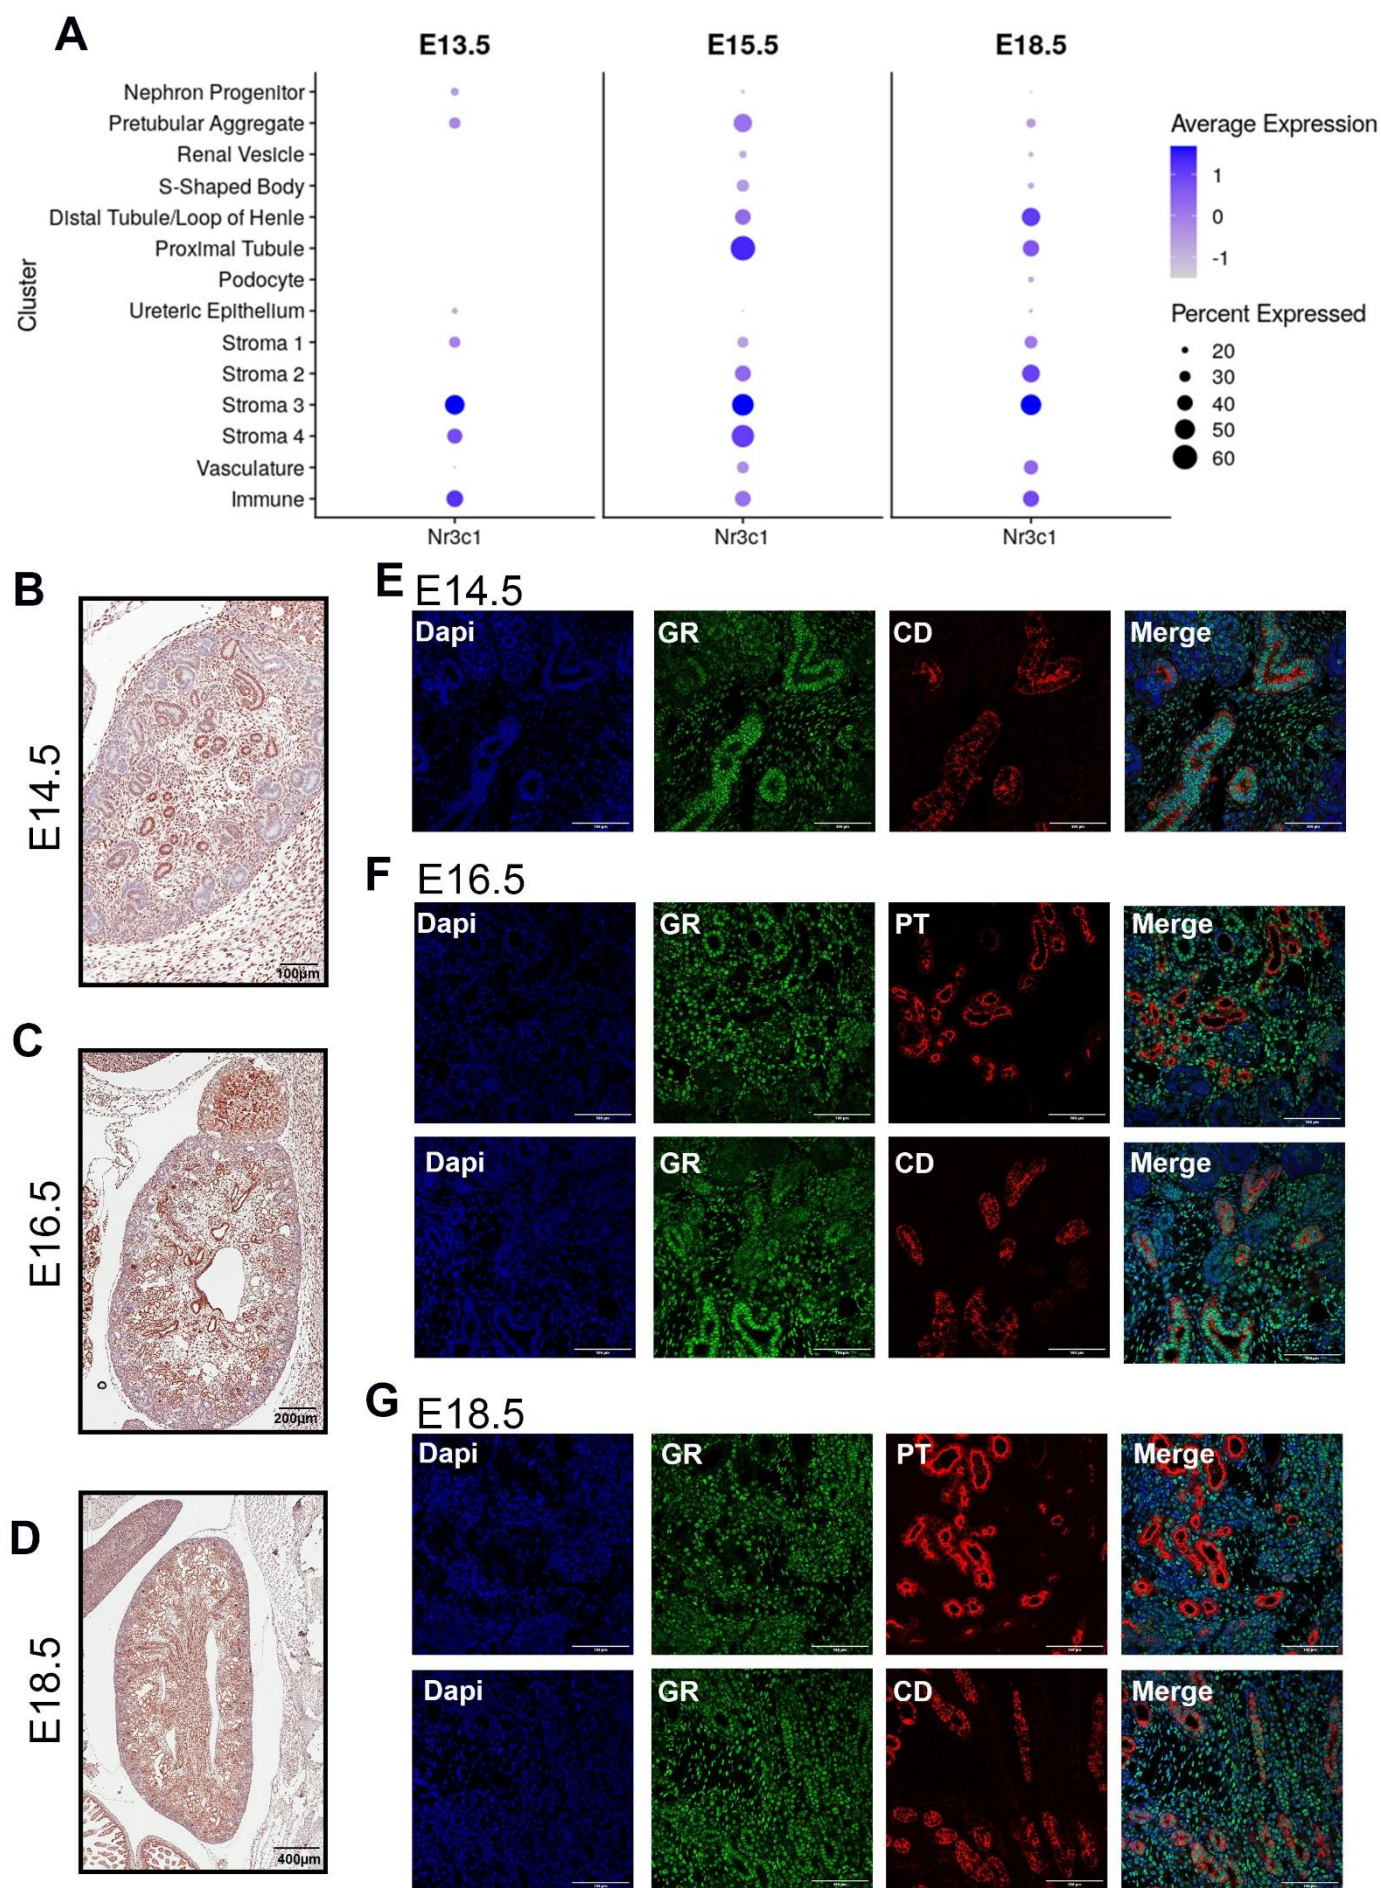 A
E13.5
E15.5
E18.5
Cluster
Nephron Progenitor
Pretubular Aggregate
Renal Vesicle
S-Shaped Body
Distal Tubule/Loop of Henle
Proximal Tubule
Podocyte
Ureteric Epithelium
Stroma 1
Stroma 2
Stroma 3
Stroma 4
Vasculature
Immune
Nr3c1
Nr3c1
Nr3c1
Average Expression
1
0
-1
Percent Expressed
20
30
40
50
60
B
E14.5
100µm
C
E16.5
200µm
D
E18.5
400µm
E E14.5
Dapi GR CD Merge
F E16.5
Dapi GR PT Merge
Dapi GR CD Merge
G E18.5
Dapi GR PT Merge
Dapi GR CD Merge